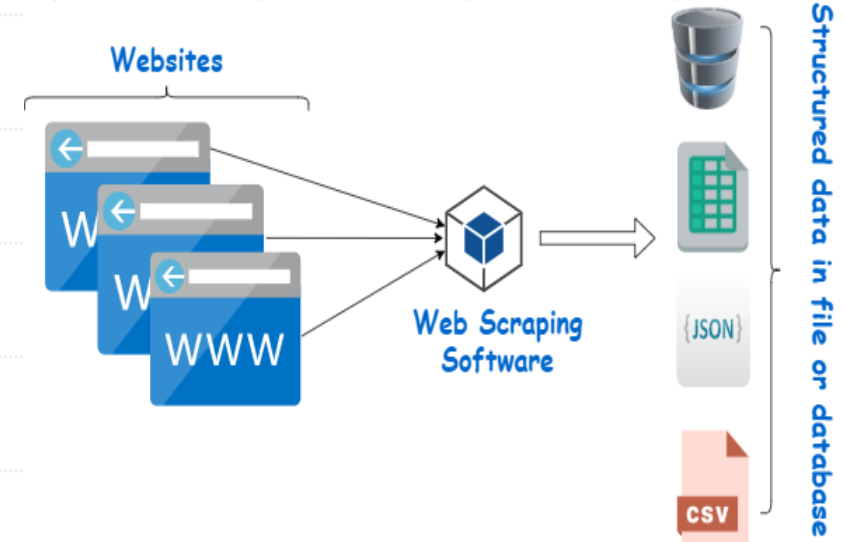 Websites
W
W
WWW
Web Scraping
Software
{JSON}
CSV
Structured data in file or database